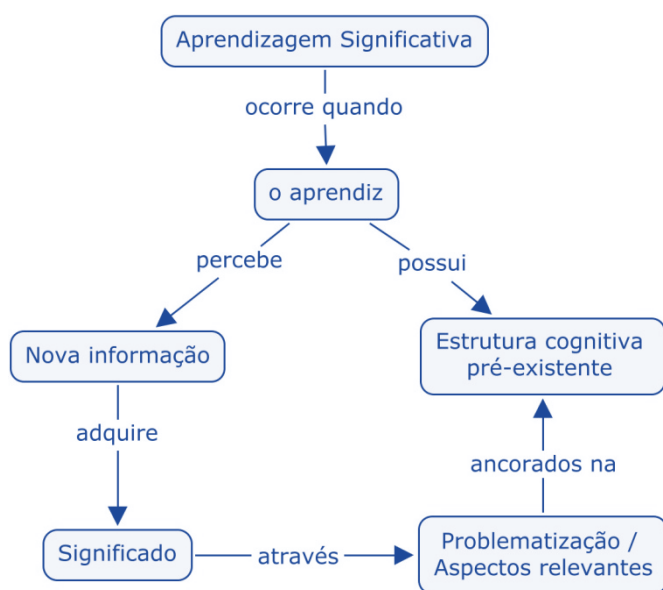 Aprendizagem Significativa
ocorre quando
o aprendiz
percebe
possui
Nova informação
Estrutura cognitiva
pré-existente
adquire
ancorados na
Significado
através
Problematização /
Aspectos relevantes